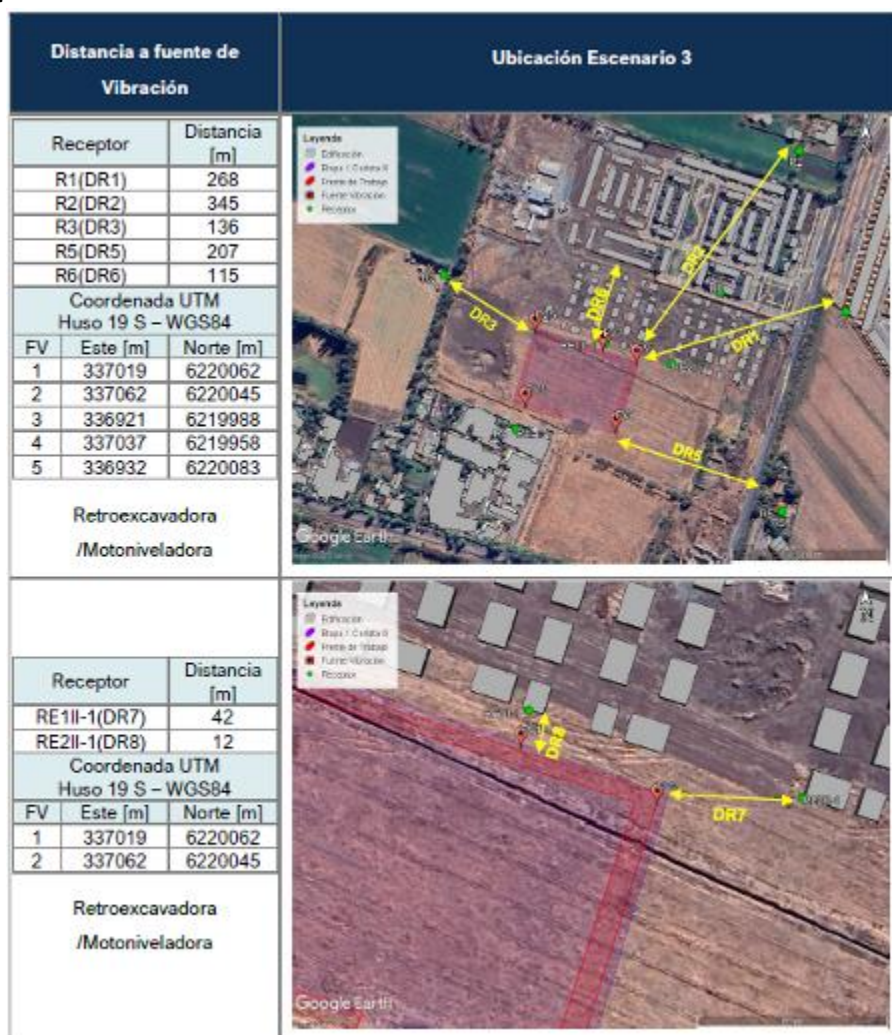 Distancia a fuente de
Vibración
Ubicación Escenario 3
Receptor
Distancia
[m]
R1(DR1) 268
R2(DR2) 345
R3(DR3) 136
R5(DR5) 207
R6(DR6) 115
Coordenada UTM
Huso 19 S – WGS84
FV Este [m] Norte [m]
1 337019 6220062
2 337062 6220045
3 336921 6219988
4 337037 6219958
5 336932 6220083
Retroexcavadora
/Motoniveladora
Leyenda
Edificación
Frente de Trabajo
Fuente Vibración
Receptor
DR3
DR6
DR2
DR1
DR5
Google Earth
Receptor
Distancia
[m]
RE1II-1(DR7) 42
RE2II-1(DR8) 12
Coordenada UTM
Huso 19 S – WGS84
FV Este [m] Norte [m]
1 337019 6220062
2 337062 6220045
Retroexcavadora
/Motoniveladora
Leyenda
Edificación
Frente de Trabajo
Fuente Vibración
Receptor
DR8
DR7
Google Earth